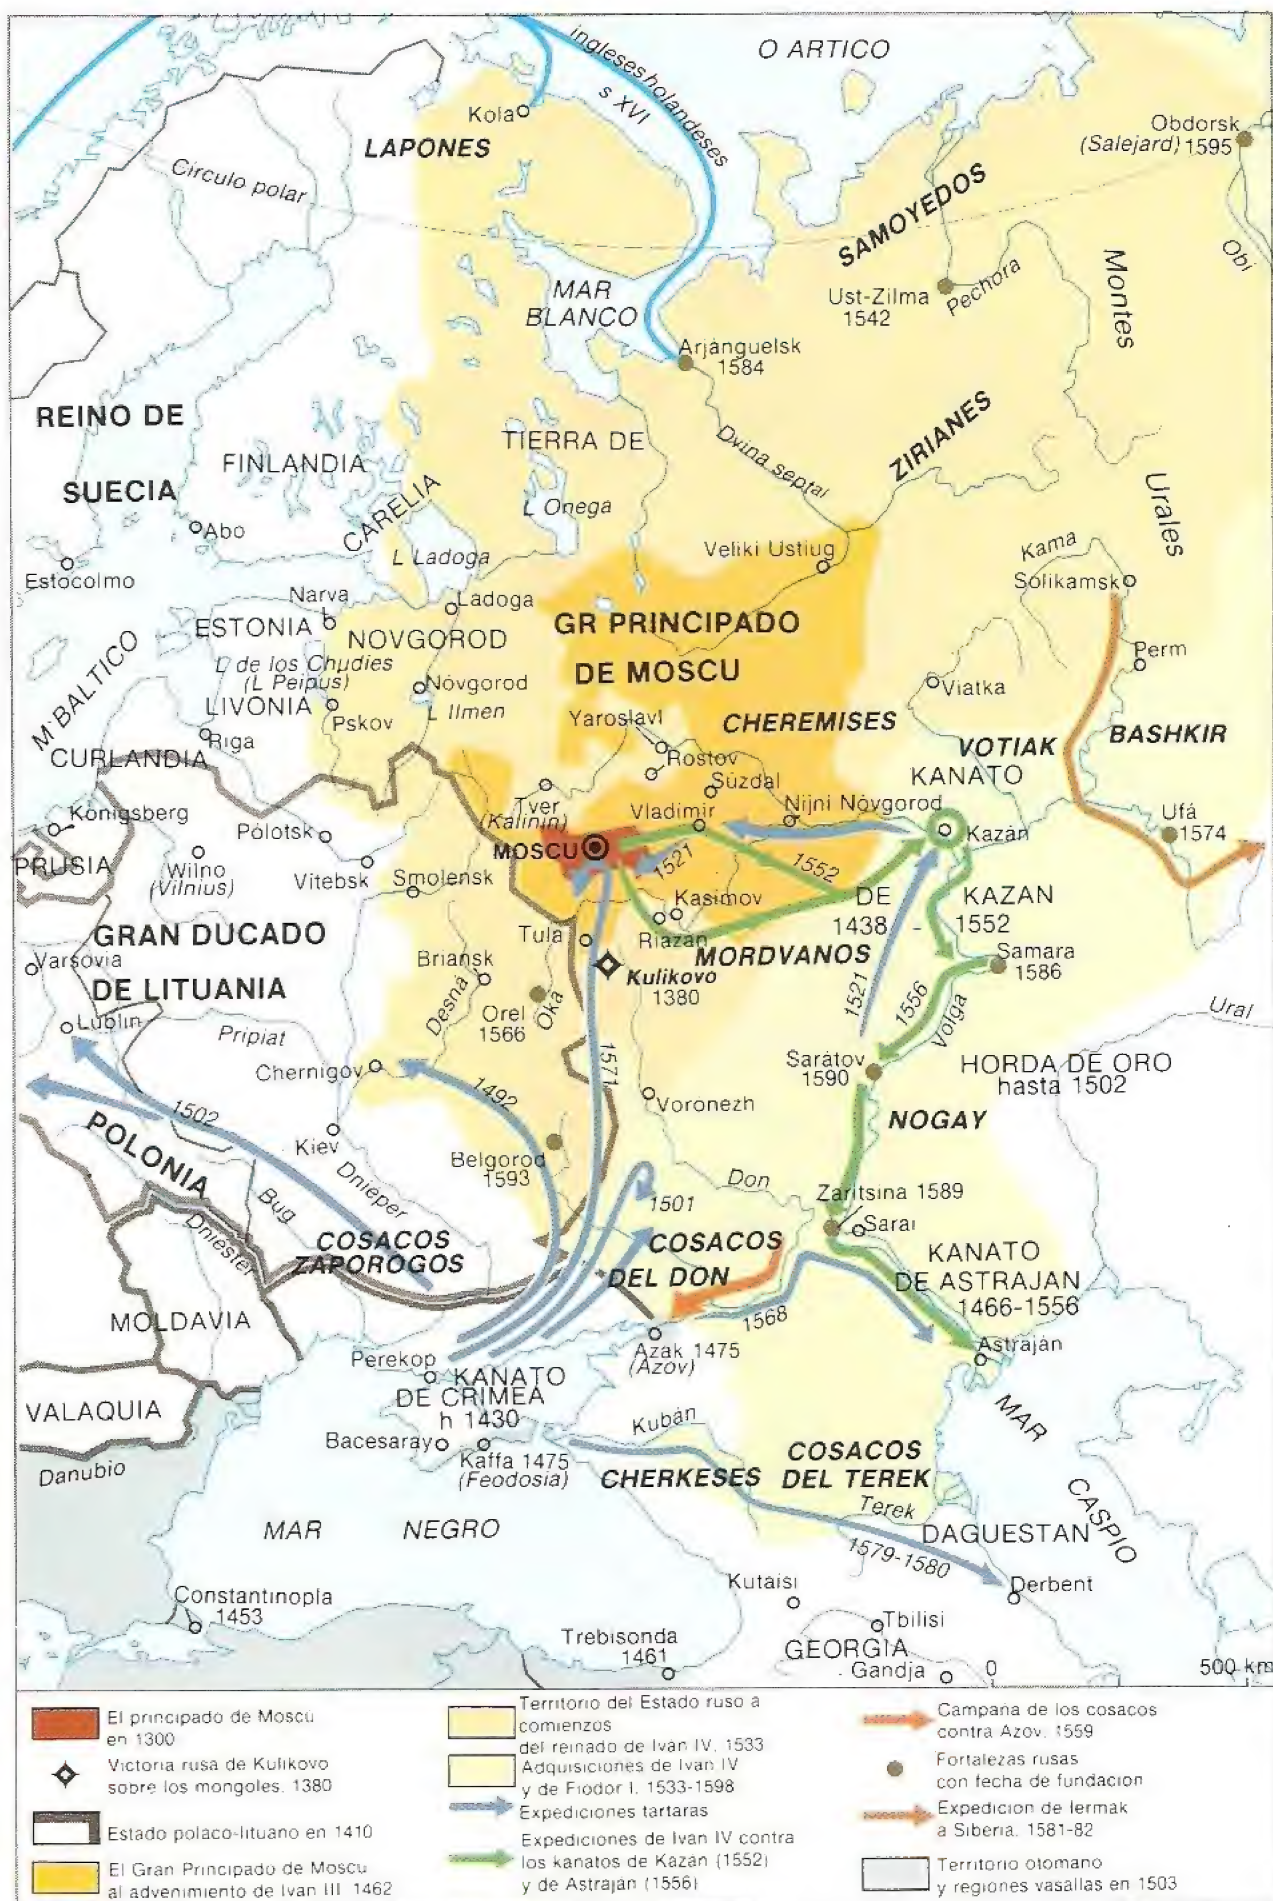 O ARTICO
ingleses holandeses
s XVI
Kola
LAPONES
Círculo polar
Obdorsk
(Salejard) 1595
SAMOYEDOS
Obi
MAR
BLANCO
Ust-Zilma
1542
Pechora
Montes
Urales
Arjánguelsk
1584
REINO DE
SUECIA
FINLANDIA
TIERRA DE
Dvina septal
ZIRIANES
CARELIA
L Onega
Abo
L Ladoga
Estocolmo
Veliki Ustiug
Kama
Solikamsk
Narva
ESTONIA
Ladoga
NOVGOROD
GR PRINCIPADO
DE MOSCU
M BALTICO
L de los Chudies
(L Peipus)
Nóvgorod
L Ilmen
LIVONIA
Pskov
Riga
Perm
Viatka
Yaroslavl
CHEREMISES
Rostov
VOTIAK
BASHKIR
CURLANDIA
KANATO
Súzdal
Tver
(Kalinin)
Vladímir
Nijni Nóvgorod
Kazán
Ufá
1574
Königsberg
PRUSIA
Pólotsk
Wilno
(Vilnius)
Vitebsk
Smolensk
MOSCU
1521
1552
Kasimov
DE
1438
KAZAN
1552
Riazán
MORDVANOS
GRAN DUCADO
DE LITUANIA
Varsovia
Tula
Kulikovo
1380
Samara
1586
Briansk
Desná
Orel
1566
Oká
Lublin
Pripiat
1521
1556
Volga
Ural
Sarátov
1590
HORDA DE ORO
hasta 1502
Chernigov
1492
1571
Voronezh
NOGAY
1502
POLONIA
Kiev
Dniéper
Belgorod
1593
Don
Zaritsina 1589
Bug
Dniéster
1501
Sarai
COSACOS
ZAPOROGOS
COSACOS
DEL DON
KANATO
DE ASTRAJAN
1466-1556
MOLDAVIA
1568
Azak 1475
(Azov)
Astraján
Perekop
KANATO
DE CRIMEA
h 1430
VALAQUIA
Danubio
Bacesaray
Kaffa 1475
(Feodosia)
Kubán
CHERKESES
COSACOS
DEL TEREK
Terek
MAR
CASPIO
MAR NEGRO
DAGUESTAN
1579-1580
Derbent
Kutaisi
Constantinopla
1453
Tbilisi
Trebisonda
1461
GEORGIA
Gandja
0 500 km
El principado de Moscú
en 1300
Victoria rusa de Kulikovo
sobre los mongoles. 1380
Estado polaco-lituano en 1410
El Gran Principado de Moscú
al advenimiento de Ivan III. 1462
Territorio del Estado ruso a
comienzos
del reinado de Ivan IV. 1533
Adquisiciones de Ivan IV
y de Fiodor I. 1533-1598
Expediciones tártaras
Expediciones de Ivan IV contra
los kanatos de Kazán (1552)
y de Astraján (1556)
Campaña de los cosacos
contra Azov. 1559
Fortalezas rusas
con fecha de fundacion
Expedicion de Iermak
a Siberia. 1581-82
Territorio otomano
y regiones vasallas en 1503